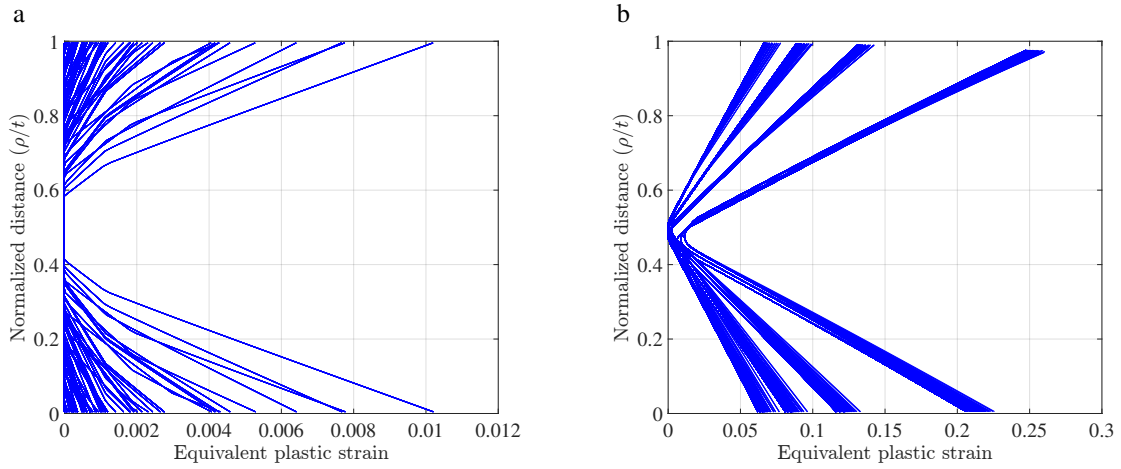 a
Normalized distance (ρ/t)
1
0.8
0.6
0.4
0.2
0
0 0.002 0.004 0.006 0.008 0.01 0.012
Equivalent plastic strain
b
Normalized distance (ρ/t)
1
0.8
0.6
0.4
0.2
0
0 0.05 0.1 0.15 0.2 0.25 0.3
Equivalent plastic strain